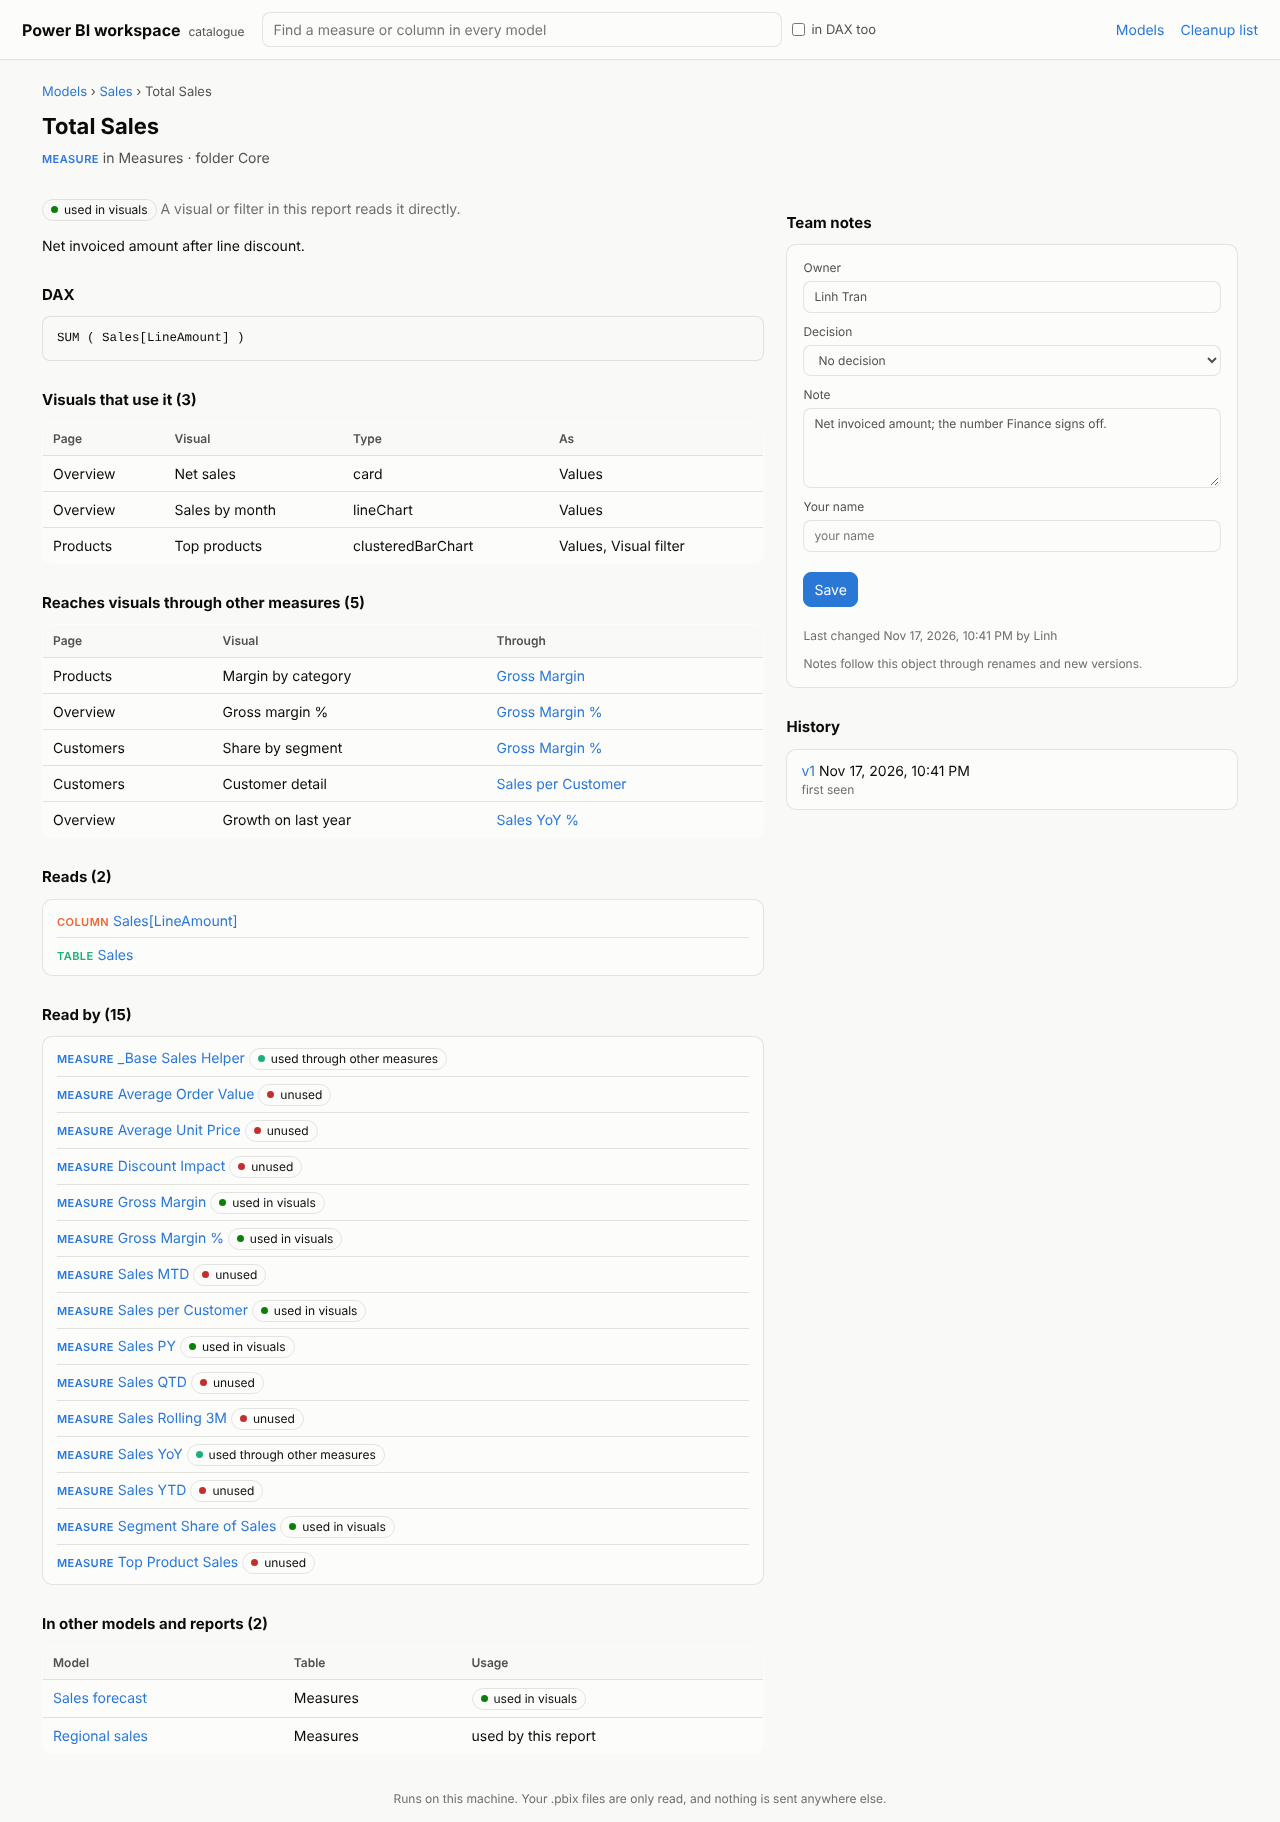 Power BI workspace catalogue
Find a measure or column in every model
in DAX too
Models Cleanup list
Models › Sales › Total Sales
Total Sales
MEASURE in Measures · folder Core
used in visuals A visual or filter in this report reads it directly.
Net invoiced amount after line discount.
DAX
SUM ( Sales[LineAmount] )
Visuals that use it (3)
Page Visual Type As
Overview Net sales card Values
Overview Sales by month lineChart Values
Products Top products clusteredBarChart Values, Visual filter
Reaches visuals through other measures (5)
Page Visual Through
Products Margin by category Gross Margin
Overview Gross margin % Gross Margin %
Customers Share by segment Gross Margin %
Customers Customer detail Sales per Customer
Overview Growth on last year Sales YoY %
Reads (2)
COLUMN Sales[LineAmount]
TABLE Sales
Read by (15)
MEASURE _Base Sales Helper used through other measures
MEASURE Average Order Value unused
MEASURE Average Unit Price unused
MEASURE Discount Impact unused
MEASURE Gross Margin used in visuals
MEASURE Gross Margin % used in visuals
MEASURE Sales MTD unused
MEASURE Sales per Customer used in visuals
MEASURE Sales PY used in visuals
MEASURE Sales QTD unused
MEASURE Sales Rolling 3M unused
MEASURE Sales YoY used through other measures
MEASURE Sales YTD unused
MEASURE Segment Share of Sales used in visuals
MEASURE Top Product Sales unused
In other models and reports (2)
Model Table Usage
Sales forecast Measures used in visuals
Regional sales Measures used by this report
Team notes
Owner
Linh Tran
Decision
No decision
Note
Net invoiced amount; the number Finance signs off.
Your name
your name
Save
Last changed Nov 17, 2026, 10:41 PM by Linh
Notes follow this object through renames and new versions.
History
v1 Nov 17, 2026, 10:41 PM
first seen
Runs on this machine. Your .pbix files are only read, and nothing is sent anywhere else.